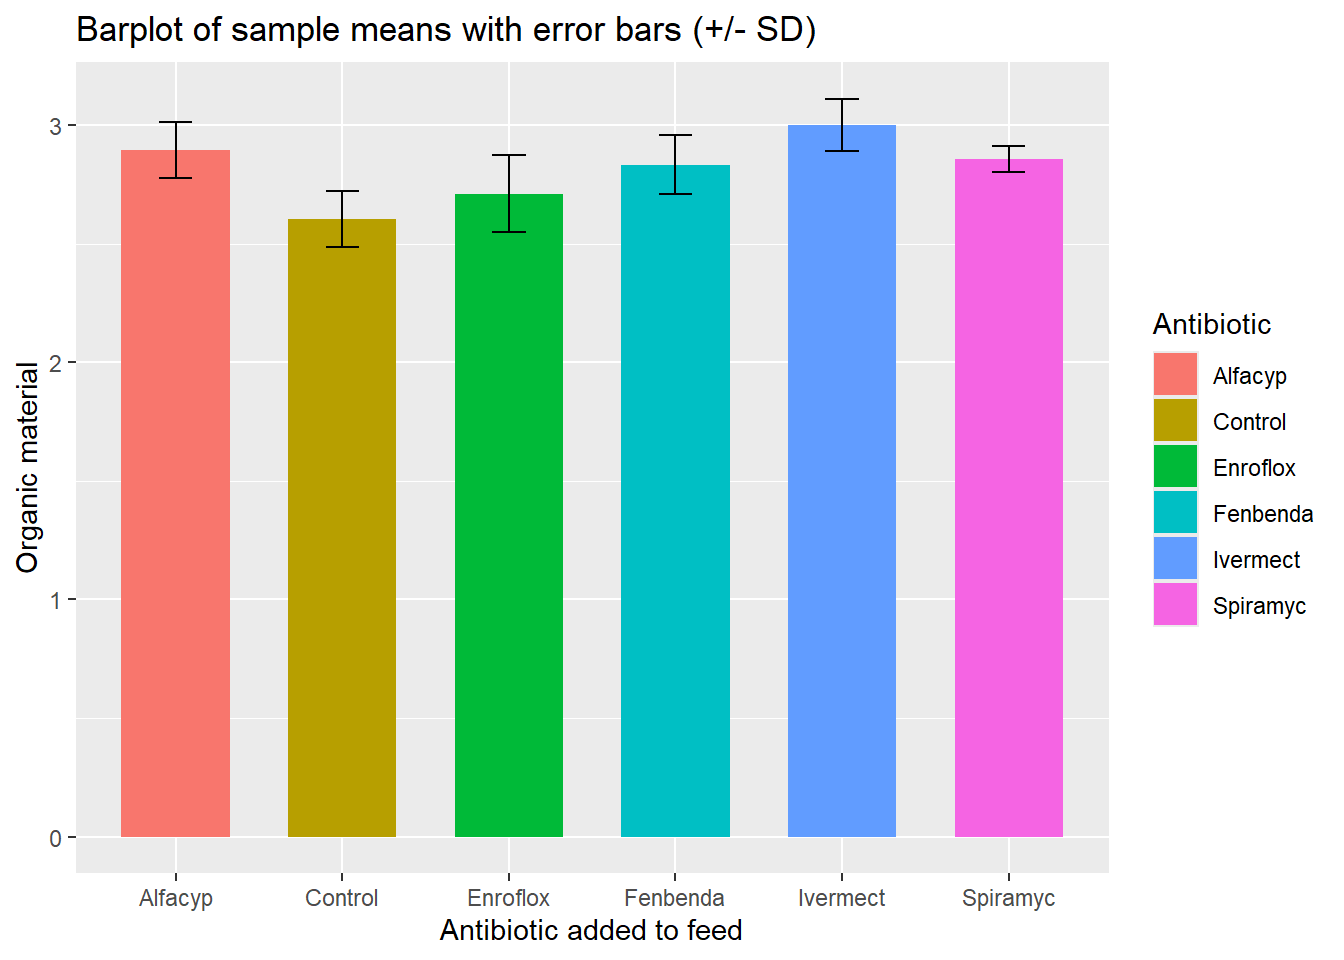 Barplot of sample means with error bars (+/- SD)
Organic material
3
2
1
0
Alfacyp Control Enroflox Fenbenda Ivermect Spiramyc
Antibiotic added to feed
Antibiotic
Alfacyp
Control
Enroflox
Fenbenda
Ivermect
Spiramyc